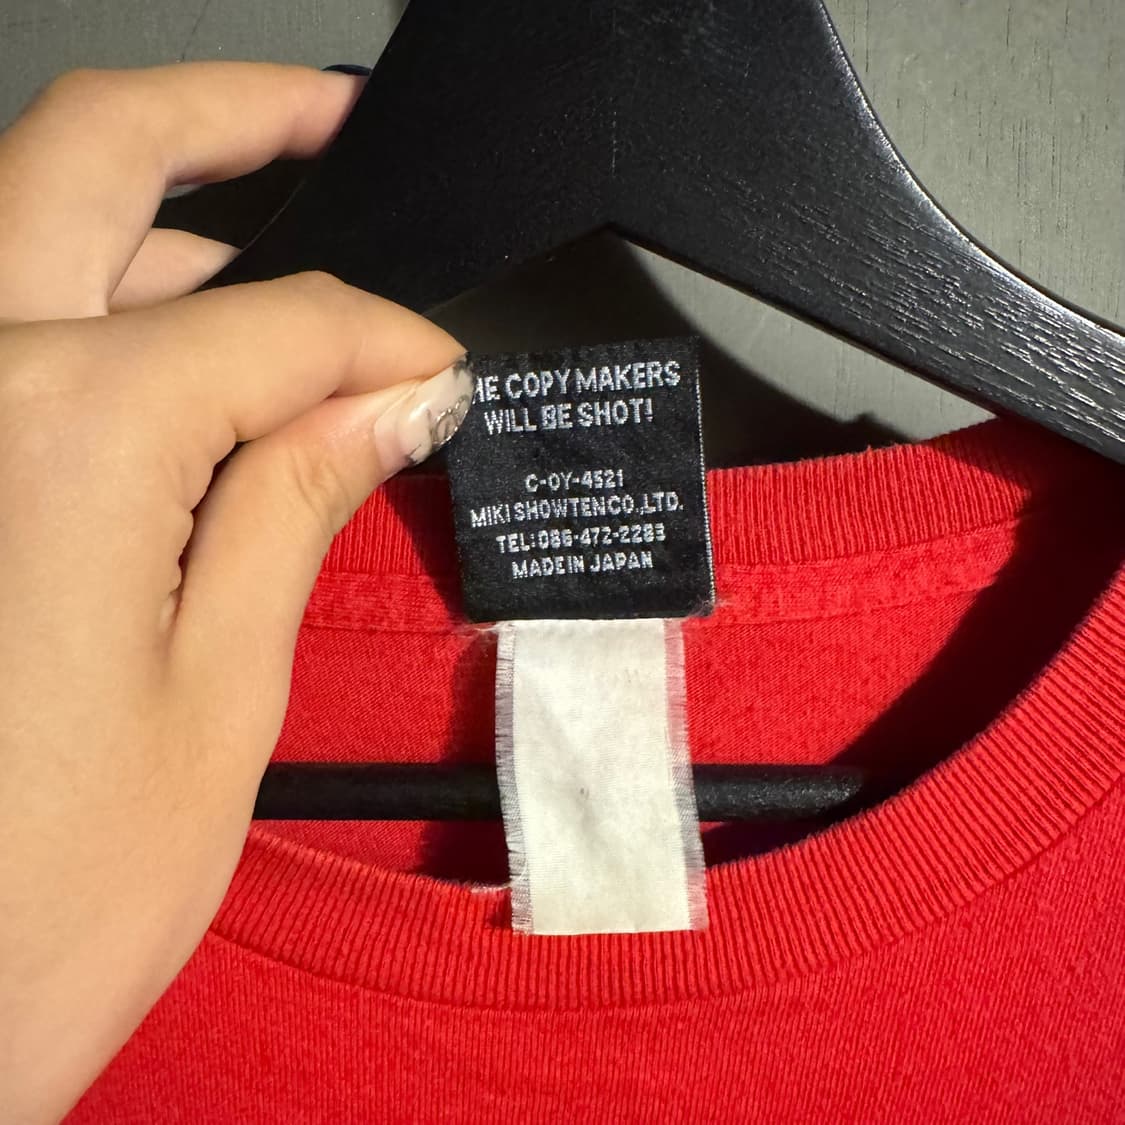 HE COPY MAKERS
WILL BE SHOT!
C-OY-4521
MIKI SHOWTEN CO.,LTD.
TEL:086-472-2283
MADE IN JAPAN